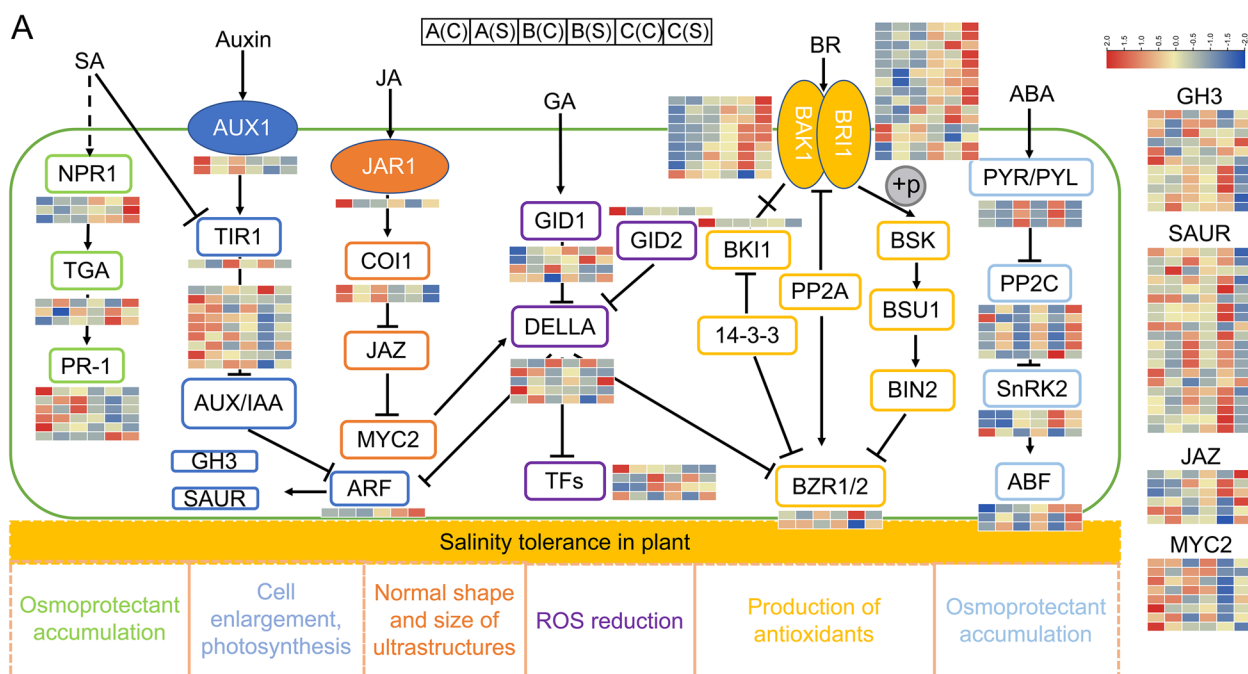 A
A(C) A(S) B(C) B(S) C(C) C(S)
2.0 1.5 1.0 0.5 0.0 -0.5 -1.0 -1.5 -2.0
SA
Auxin
JA
GA
BR
ABA
AUX1
JAR1
BAK1
BRI1
+p
NPR1
TIR1
COI1
GID1
GID2
BKI1
BSK
PYR/PYL
TGA
PP2A
PP2C
DELLA
14-3-3
BSU1
PR-1
JAZ
BIN2
SnRK2
AUX/IAA
MYC2
GH3
SAUR
ARF
TFs
BZR1/2
ABF
GH3
SAUR
JAZ
MYC2
Salinity tolerance in plant
Osmoprotectant
accumulation
Cell
enlargement,
photosynthesis
Normal shape
and size of
ultrastructures
ROS reduction
Production of
antioxidants
Osmoprotectant
accumulation